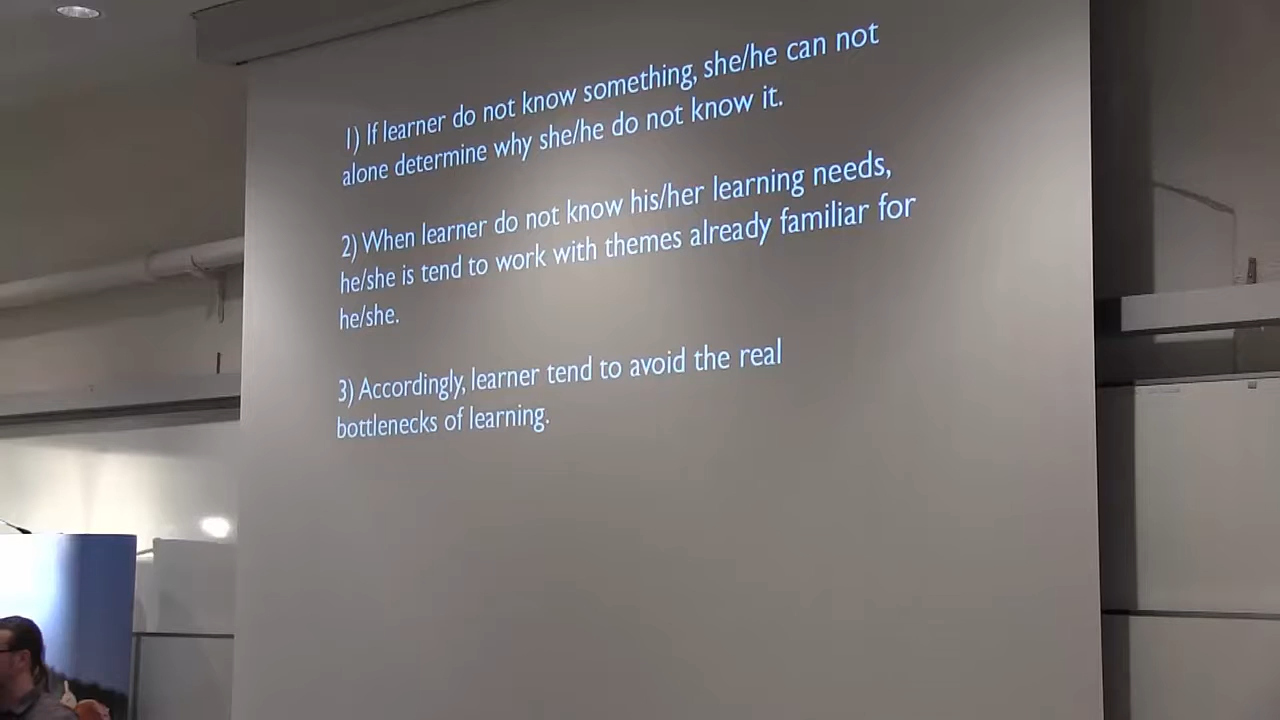 1) If learner do not know something, she/he can not
alone determine why she/he do not know it.
2) When learner do not know his/her learning needs,
he/she is tend to work with themes already familiar for
he/she.
3) Accordingly, learner tend to avoid the real
bottlenecks of learning.